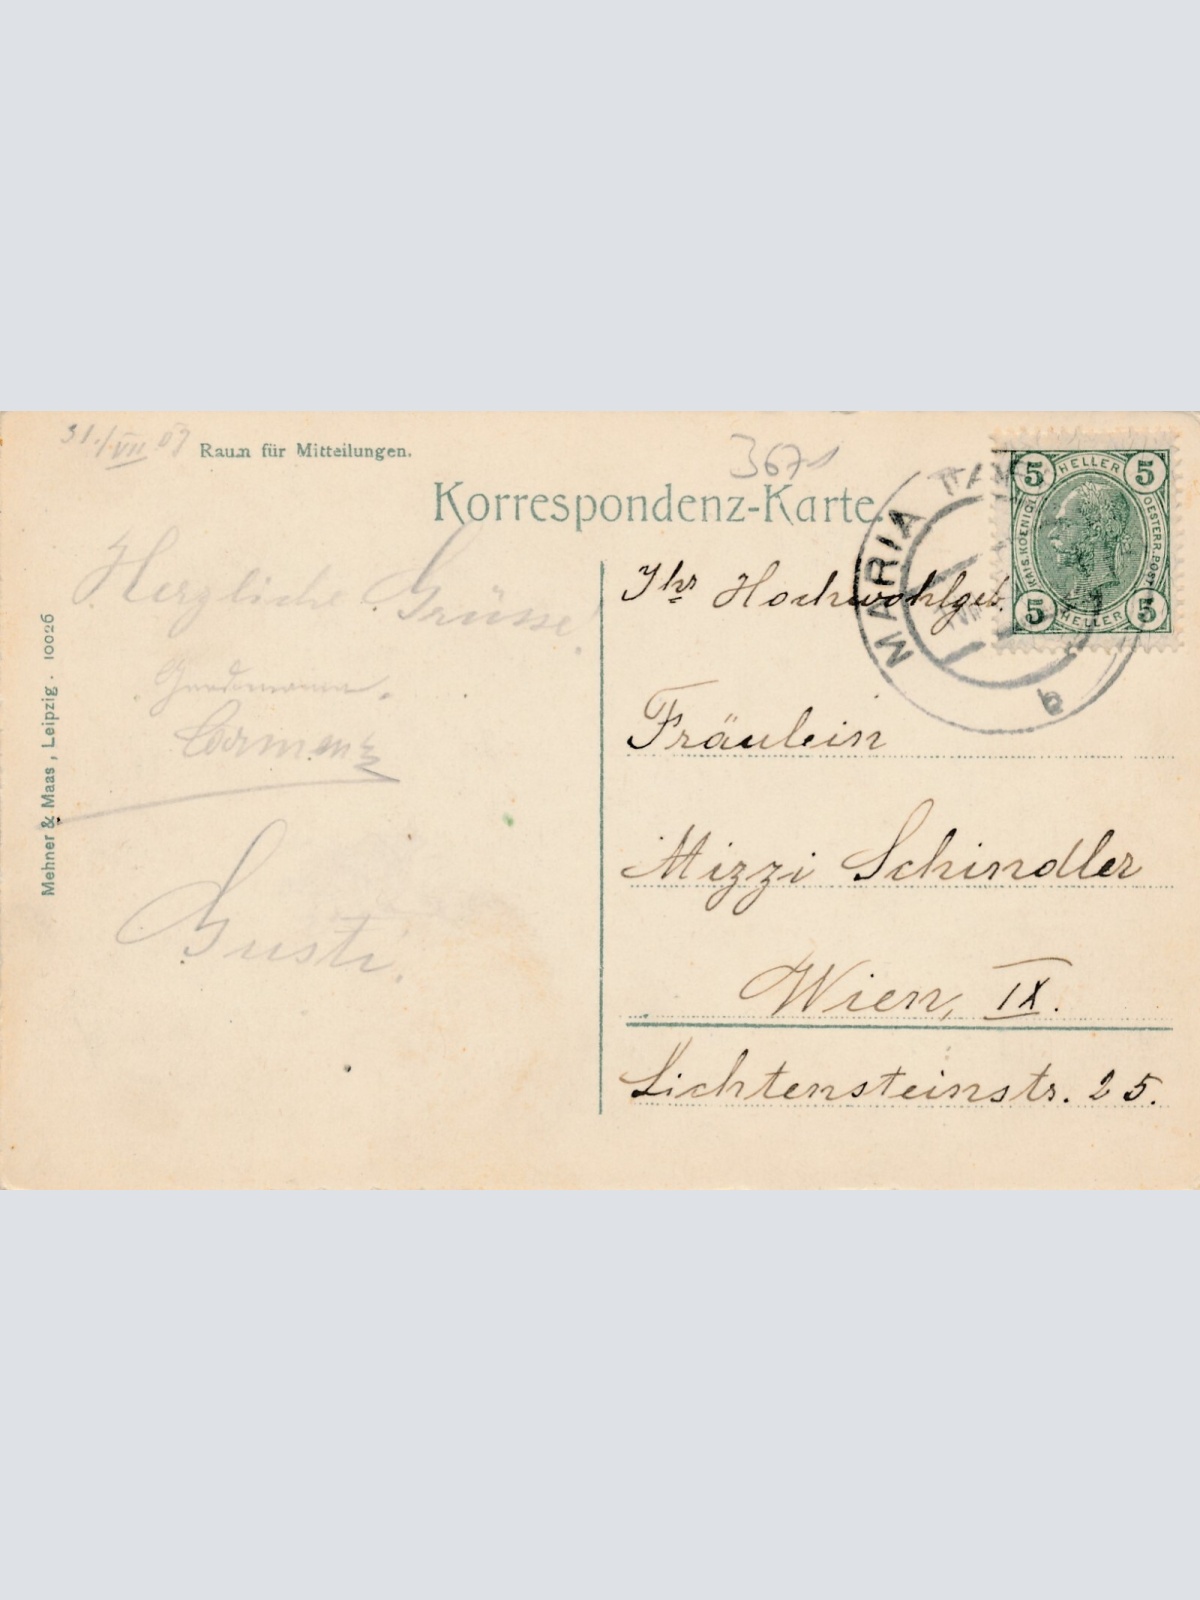 31./VII 07
Raum für Mitteilungen.
3671
Korrespondenz-Karte.
5 HELLER 5
KAIS. KOENIGL. OESTERR. POST.
5 HELLER 5
MARIA
b
Herzliche Grüsse!
Carmen
Gusti.
Ihr Hochwohlgeb.
Fräulein
Mizzi Schindler
Wien, IX.
Lichtensteinstr. 25.
Mehner & Maas, Leipzig. 10026